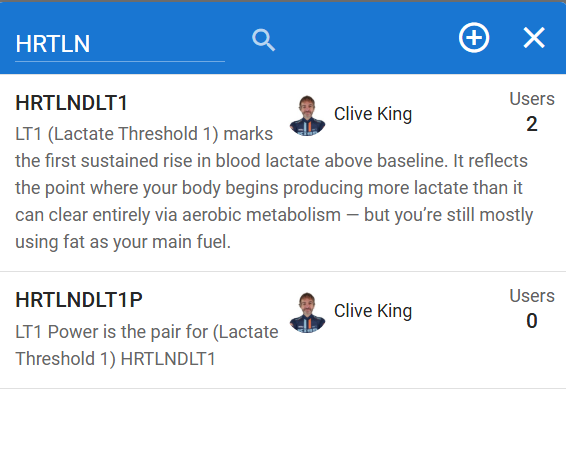 HRTLN
HRTLNDLT1
Clive King
Users
2
LT1 (Lactate Threshold 1) marks
the first sustained rise in blood lactate above baseline. It reflects
the point where your body begins producing more lactate than it
can clear entirely via aerobic metabolism — but you’re still mostly
using fat as your main fuel.
HRTLNDLT1P
Clive King
Users
0
LT1 Power is the pair for (Lactate
Threshold 1) HRTLNDLT1